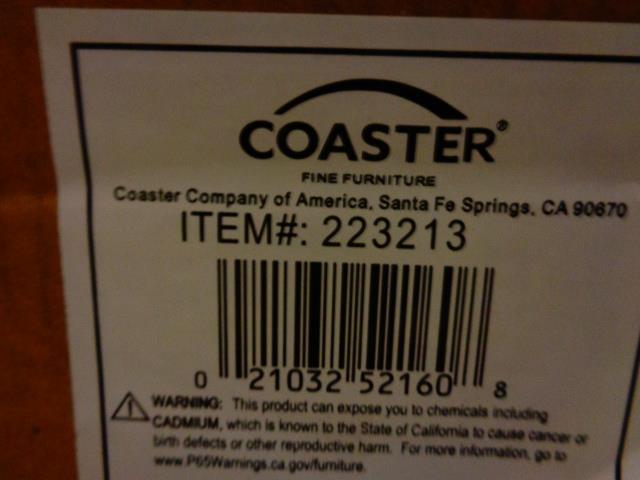 COASTER®
FINE FURNITURE
Coaster Company of America, Santa Fe Springs, CA 90670
ITEM#: 223213
0 21032 52160 8
WARNING: This product can expose you to chemicals including
CADMIUM, which is known to the State of California to cause cancer or
birth defects or other reproductive harm. For more information, go to
www.P65Warnings.ca.gov/furniture.